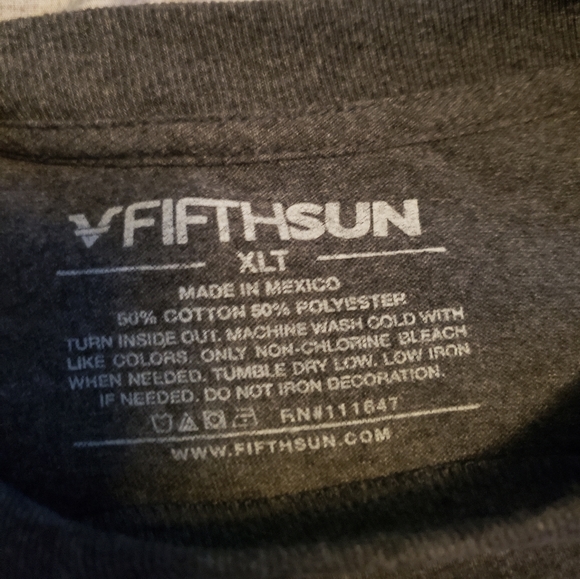 FIFTHSUN
XLT
MADE IN MEXICO
50% COTTON 50% POLYESTER
TURN INSIDE OUT. MACHINE WASH COLD WITH
LIKE COLORS. ONLY NON-CHLORINE BLEACH
WHEN NEEDED. TUMBLE DRY LOW. LOW IRON
IF NEEDED. DO NOT IRON DECORATION.
RN#111647
WWW.FIFTHSUN.COM